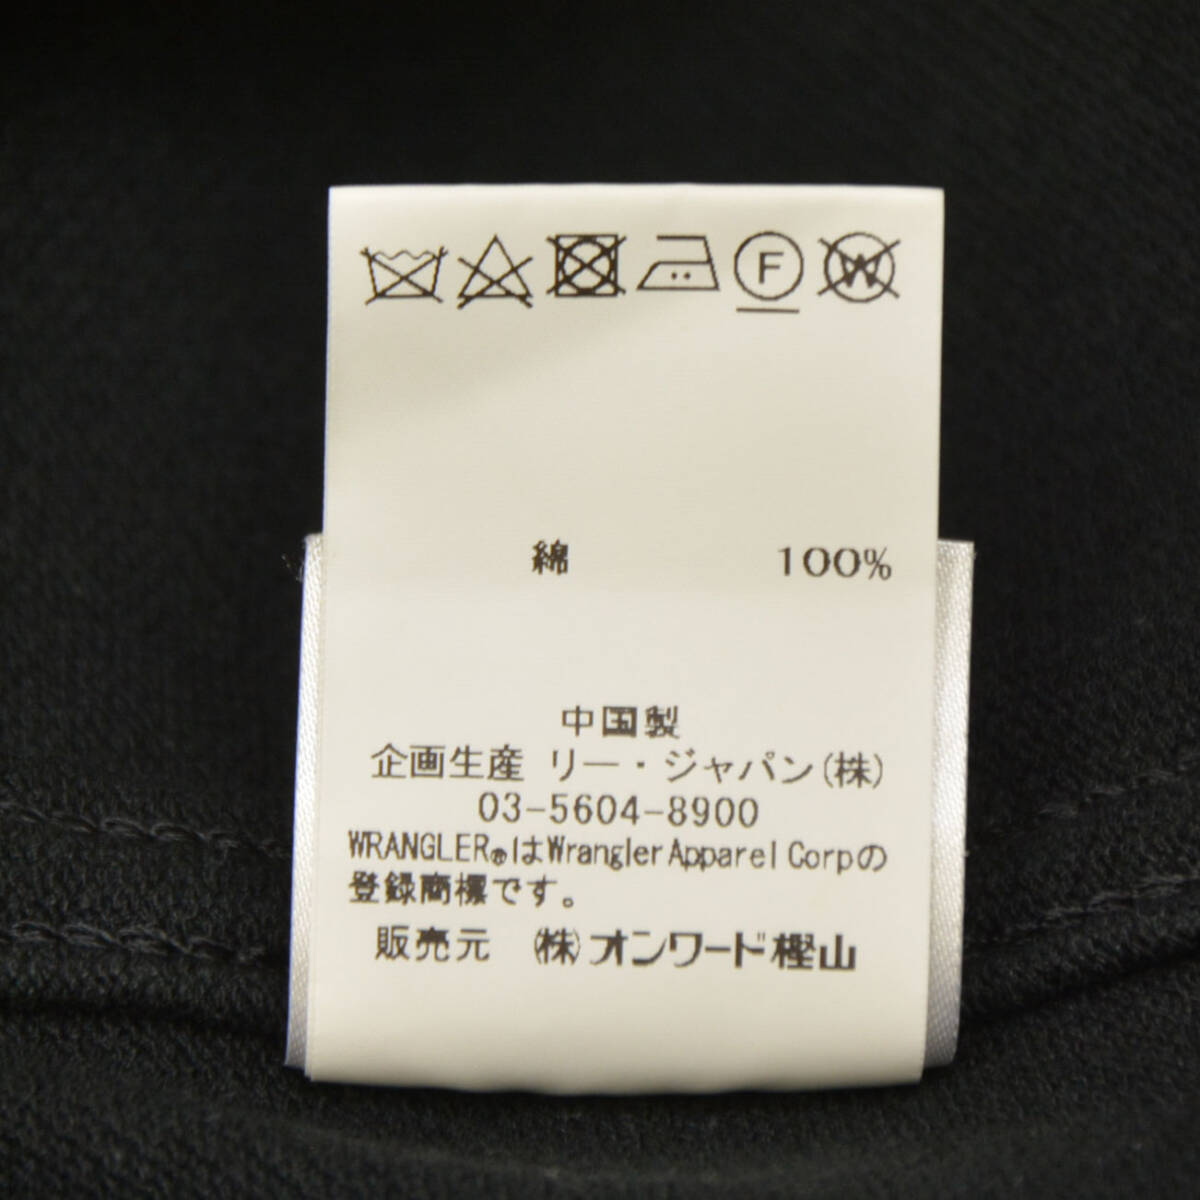 F W
綿 100%
中国製
企画生産 リー・ジャパン(株)
03-5604-8900
WRANGLER®はWrangler Apparel Corpの
登録商標です。
販売元 (株)オンワード樫山